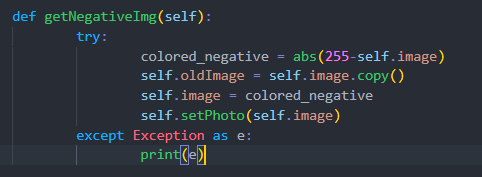 def getNegativeImg(self):
        try:
                colored_negative = abs(255-self.image)
                self.oldImage = self.image.copy()
                self.image = colored_negative
                self.setPhoto(self.image)
        except Exception as e:
                print(e)